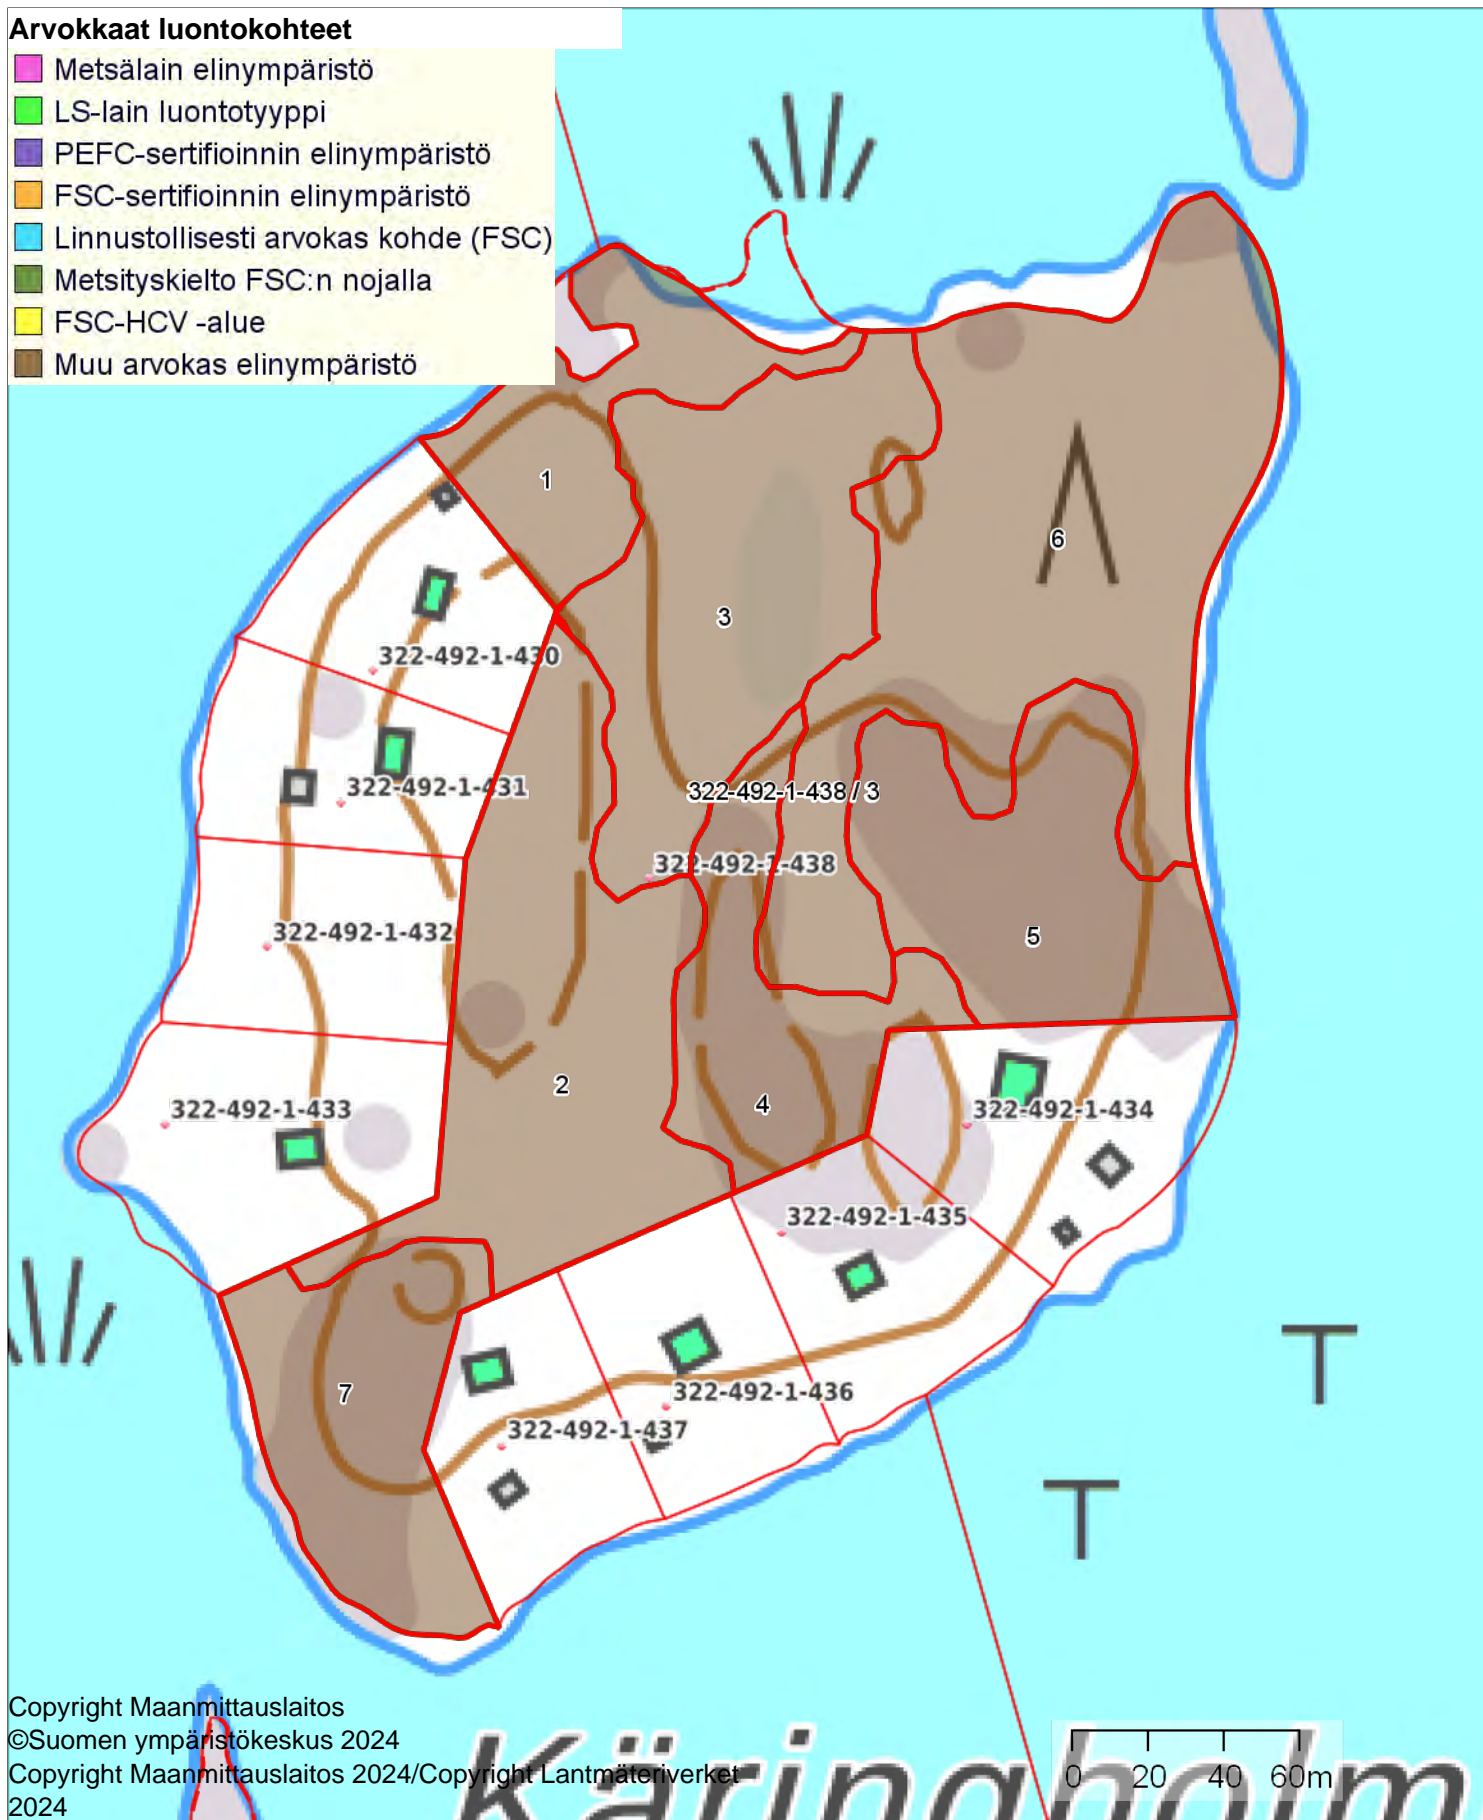 Arvokkaat luontokohteet
Metsälain elinympäristö
LS-lain luontotyyppi
PEFC-sertifioinnin elinympäristö
FSC-sertifioinnin elinympäristö
Linnustollisesti arvokas kohde (FSC)
Metsityskielto FSC:n nojalla
FSC-HCV -alue
Muu arvokas elinympäristö
1
6
3
322-492-1-430
322-492-1-431
322-492-1-438 / 3
322-492-1-438
322-492-1-432
5
2
4
322-492-1-433
322-492-1-434
322-492-1-435
7
322-492-1-436
322-492-1-437
Copyright Maanmittauslaitos
©Suomen ympäristökeskus 2024
Copyright Maanmittauslaitos 2024/Copyright Lantmäteriverket
2024
Käringholm
0 20 40 60m